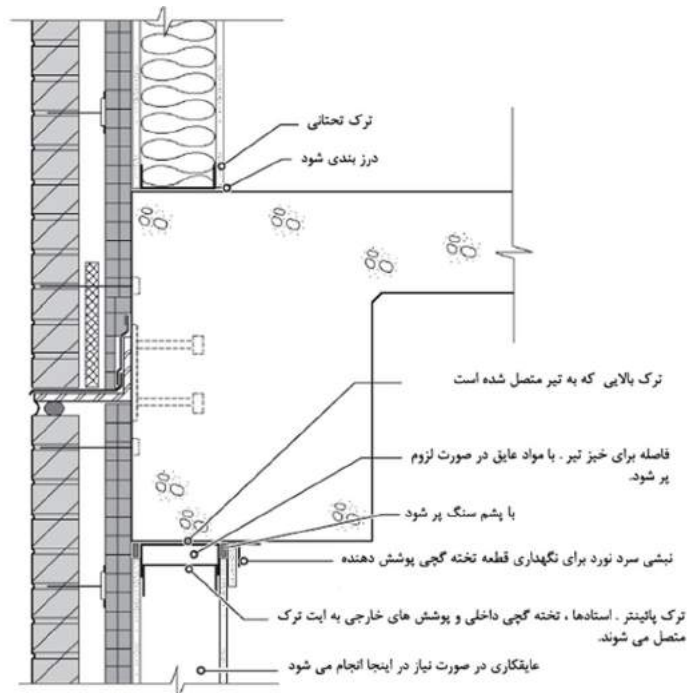 ترک تحتانی
درز بندی شود
ترک بالایی که به تیر متصل شده است
فاصله برای خیز تیر . با مواد عایق در صورت لزوم
پر شود.
با پشم سنگ پر شود
نبشی سرد نورد برای نگهداری قطعه تخته گچی پوشش دهنده
ترک پائینتر . استادها ، تخته گچی داخلی و پوشش های خارجی به ایت ترک
متصل می شوند.
عایقکاری در صورت نیاز در اینجا انجام می شود